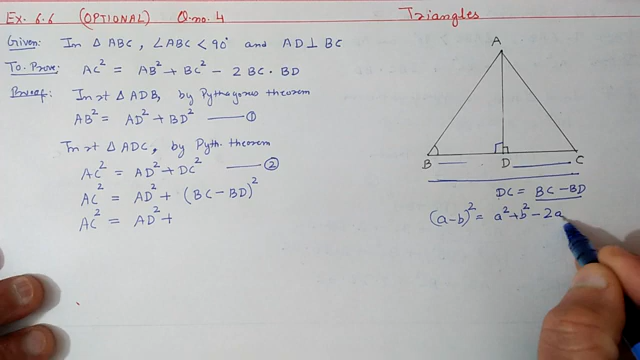 Ex. 6.6 (OPTIONAL) Q.no. 4 Triangles
Given: In △ ABC, ∠ABC < 90° and AD ⊥ BC
To Prove: AC² = AB² + BC² - 2 BC · BD
Proof: In rt △ ADB, by Pythagorus theorem
AB² = AD² + BD² —— ①
In rt △ ADC, by Pyth. theorem
AC² = AD² + DC² —— ②
AC² = AD² + (BC - BD)²
AC² = AD² +
A
B D C
DC = BC - BD
(a-b)² = a² + b² - 2a